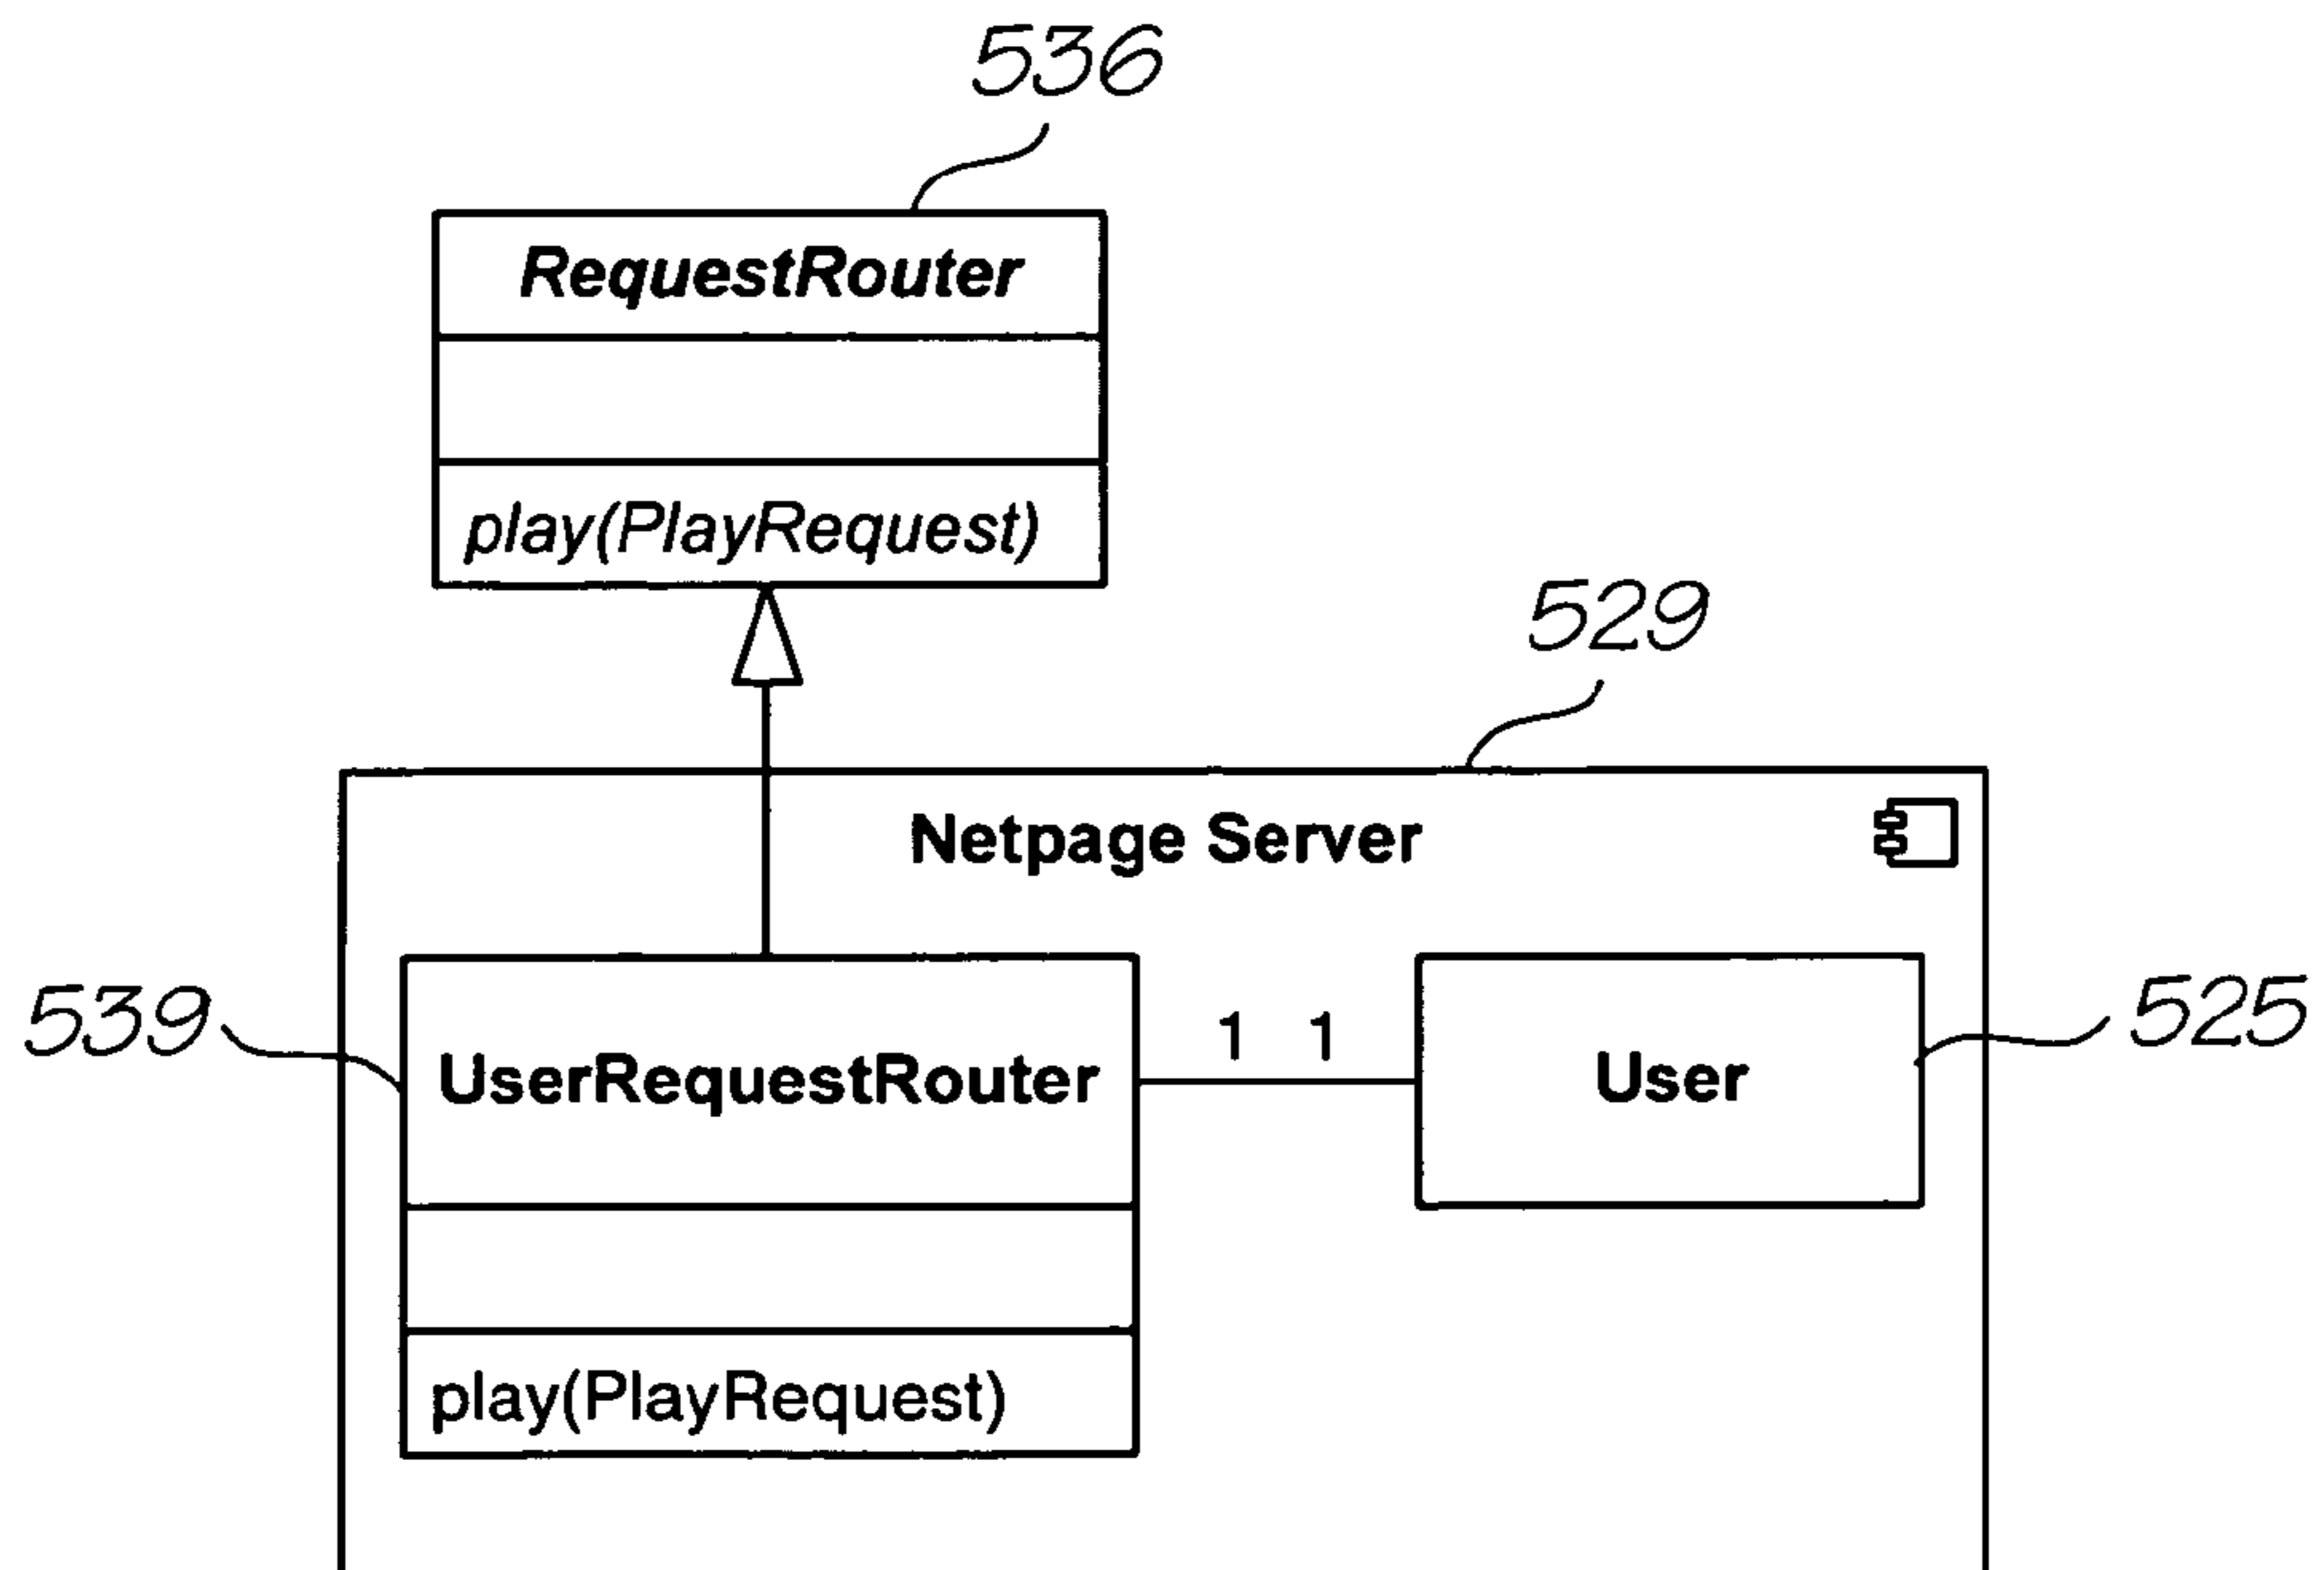 536
RequestRouter
play(PlayRequest)
529
Netpage Server
539
UserRequestRouter
1 1
User
525
play(PlayRequest)